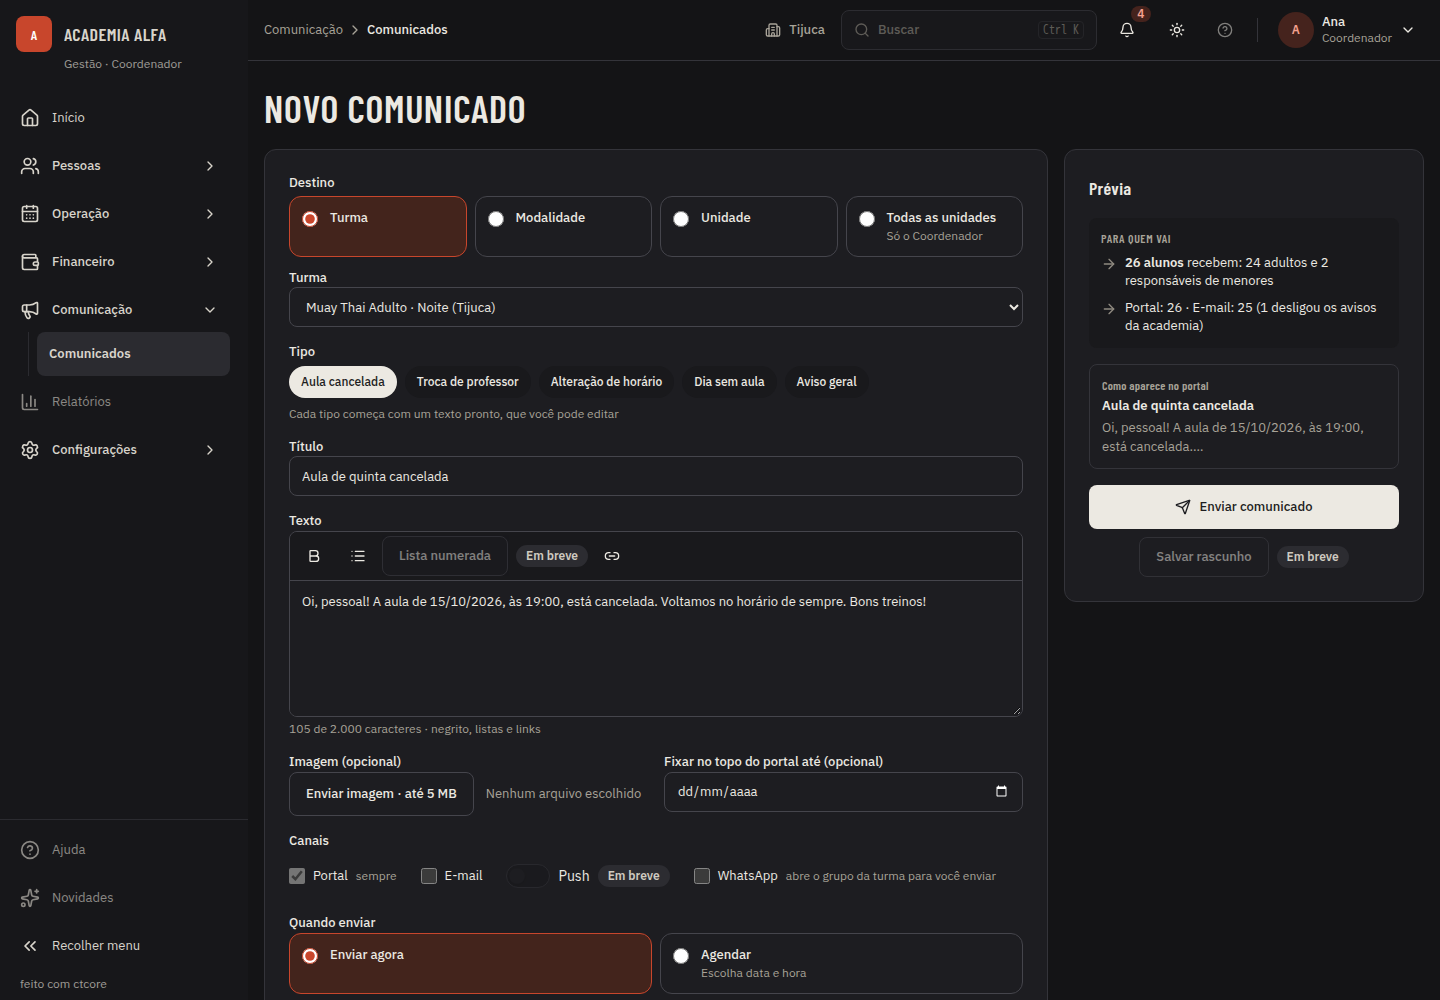 A
ACADEMIA ALFA
Gestão · Coordenador
Início
Pessoas
Operação
Financeiro
Comunicação
Comunicados
Relatórios
Configurações
Ajuda
Novidades
Recolher menu
feito com ctcore
Comunicação
Comunicados
Tijuca
Buscar
Ctrl K
4
A
Ana
Coordenador
NOVO COMUNICADO
Destino
Turma
Modalidade
Unidade
Todas as unidades
Só o Coordenador
Turma
Muay Thai Adulto · Noite (Tijuca)
Tipo
Aula cancelada
Troca de professor
Alteração de horário
Dia sem aula
Aviso geral
Cada tipo começa com um texto pronto, que você pode editar
Título
Aula de quinta cancelada
Texto
B
Lista numerada
Em breve
Oi, pessoal! A aula de 15/10/2026, às 19:00, está cancelada. Voltamos no horário de sempre. Bons treinos!
105 de 2.000 caracteres · negrito, listas e links
Imagem (opcional)
Enviar imagem · até 5 MB
Nenhum arquivo escolhido
Fixar no topo do portal até (opcional)
dd/mm/aaaa
Canais
Portal sempre
E-mail
Push
Em breve
WhatsApp abre o grupo da turma para você enviar
Quando enviar
Enviar agora
Agendar
Escolha data e hora
Prévia
PARA QUEM VAI
26 alunos recebem: 24 adultos e 2
responsáveis de menores
Portal: 26 · E-mail: 25 (1 desligou os avisos
da academia)
Como aparece no portal
Aula de quinta cancelada
Oi, pessoal! A aula de 15/10/2026, às 19:00,
está cancelada....
Enviar comunicado
Salvar rascunho
Em breve